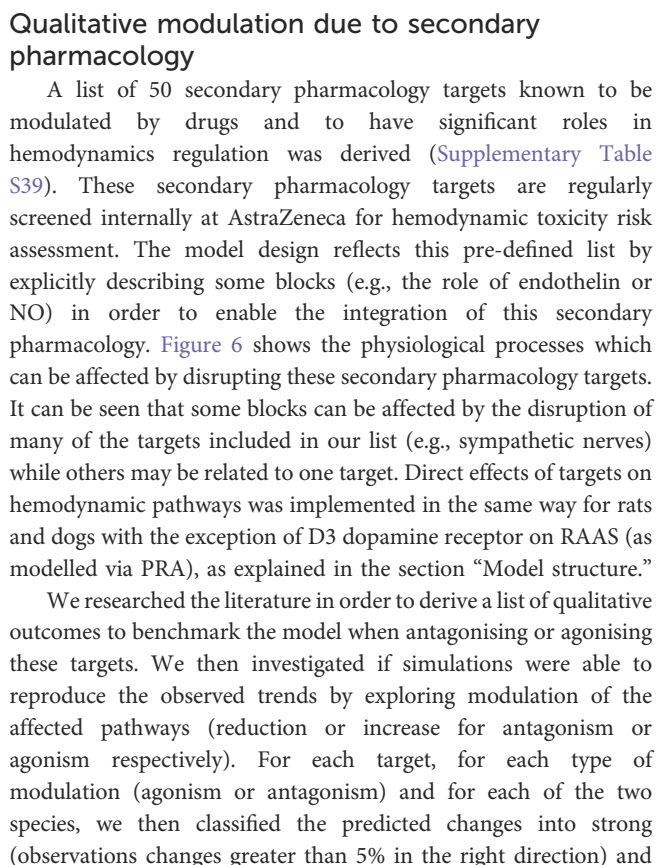 Qualitative modulation due to secondary
pharmacology
A list of 50 secondary pharmacology targets known to be
modulated by drugs and to have significant roles in
hemodynamics regulation was derived (Supplementary Table
S39). These secondary pharmacology targets are regularly
screened internally at AstraZeneca for hemodynamic toxicity risk
assessment. The model design reflects this pre-defined list by
explicitly describing some blocks (e.g., the role of endothelin or
NO) in order to enable the integration of this secondary
pharmacology. Figure 6 shows the physiological processes which
can be affected by disrupting these secondary pharmacology targets.
It can be seen that some blocks can be affected by the disruption of
many of the targets included in our list (e.g., sympathetic nerves)
while others may be related to one target. Direct effects of targets on
hemodynamic pathways was implemented in the same way for rats
and dogs with the exception of D3 dopamine receptor on RAAS (as
modelled via PRA), as explained in the section “Model structure.”
We researched the literature in order to derive a list of qualitative
outcomes to benchmark the model when antagonising or agonising
these targets. We then investigated if simulations were able to
reproduce the observed trends by exploring modulation of the
affected pathways (reduction or increase for antagonism or
agonism respectively). For each target, for each type of
modulation (agonism or antagonism) and for each of the two
species, we then classified the predicted changes into strong
(observations changes greater than 5% in the right direction) and